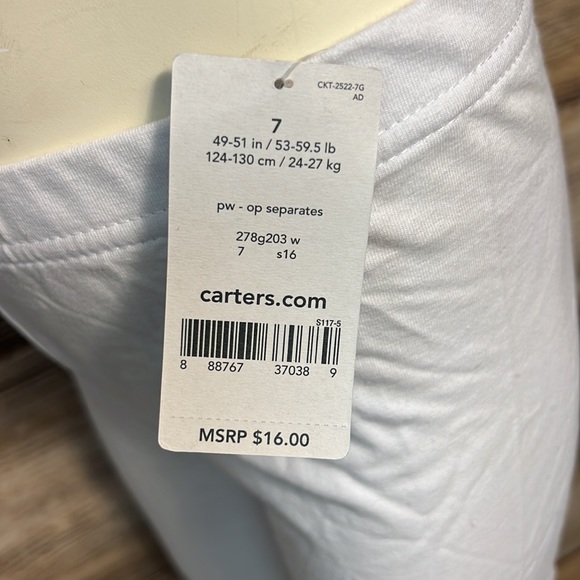 CKT-2522-7G
AD
7
49-51 in / 53-59.5 lb
124-130 cm / 24-27 kg
pw - op separates
278g203 w
7 s16
carters.com
S117-5
8 88767 37038 9
MSRP $16.00